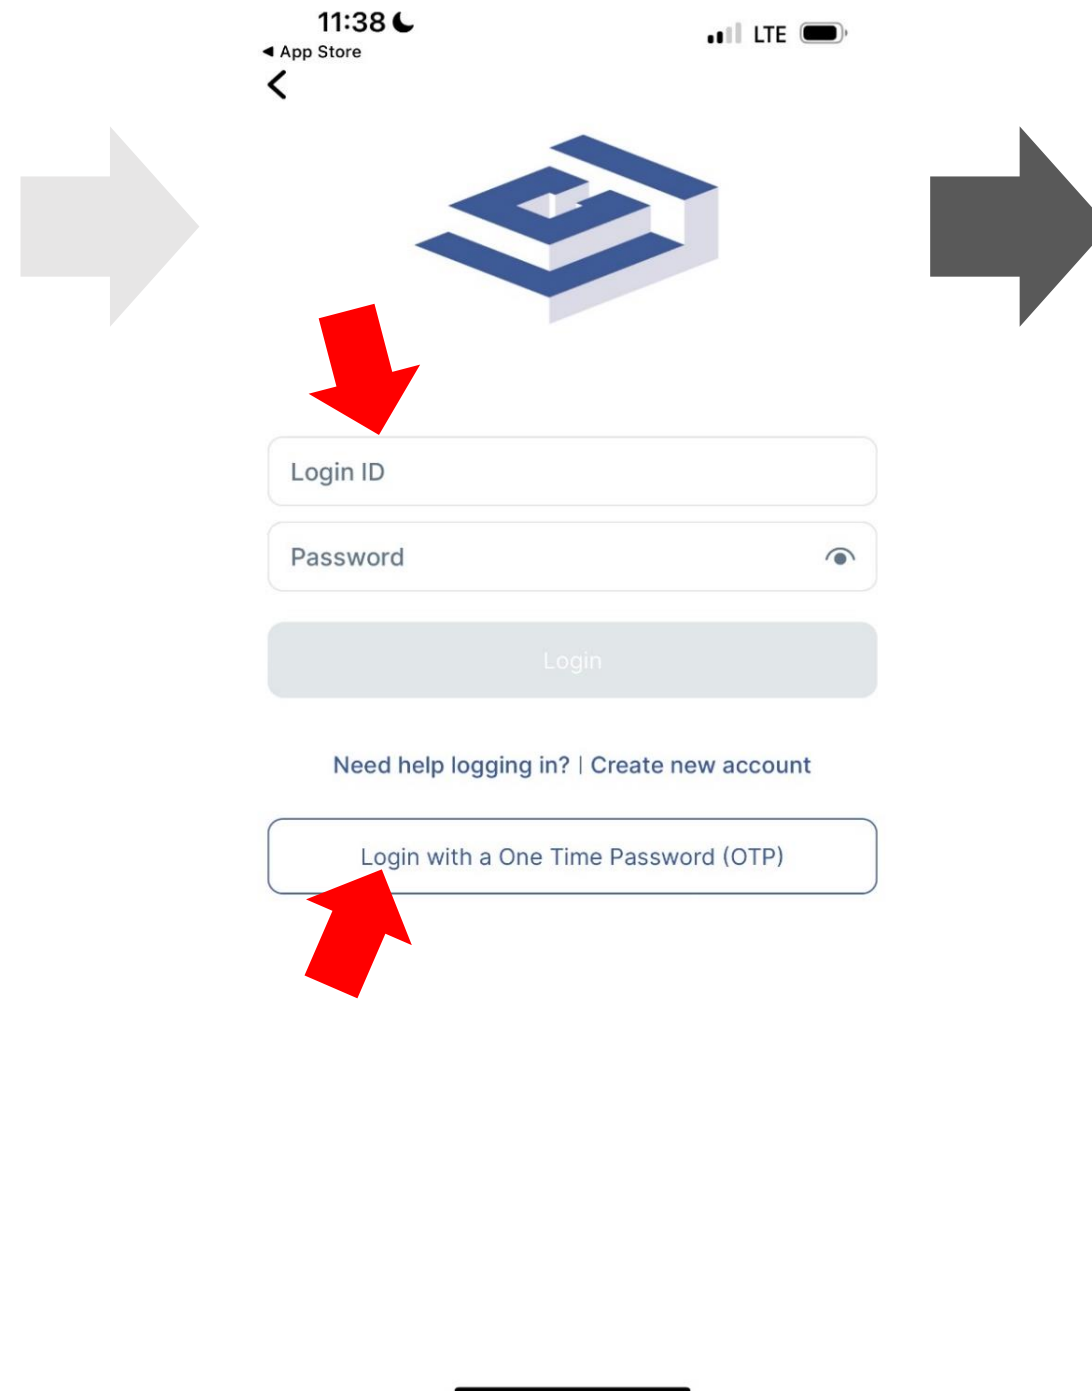 11:38
LTE
App Store
Login ID
Password
Login
Need help logging in? | Create new account
Login with a One Time Password (OTP)